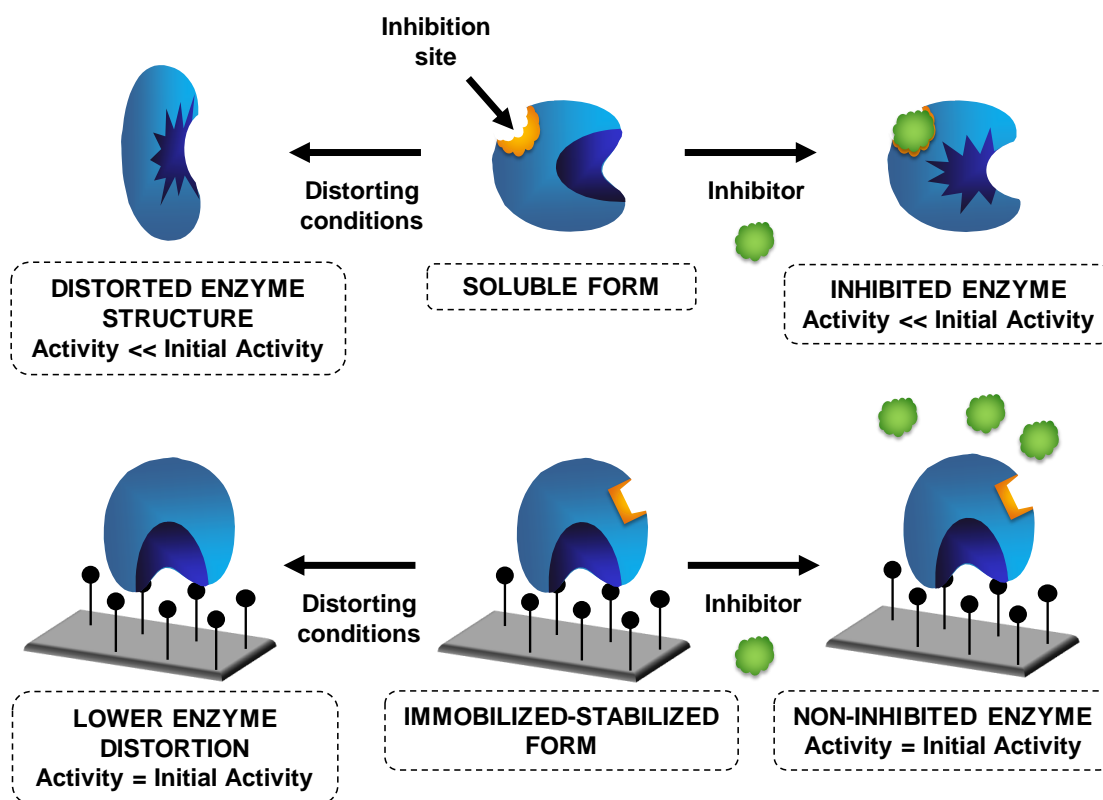 Inhibition
site
Distorting
conditions
Inhibitor
DISTORTED ENZYME
STRUCTURE
Activity << Initial Activity
SOLUBLE FORM
INHIBITED ENZYME
Activity << Initial Activity
Distorting
conditions
Inhibitor
LOWER ENZYME
DISTORTION
Activity = Initial Activity
IMMOBILIZED-STABILIZED
FORM
NON-INHIBITED ENZYME
Activity = Initial Activity